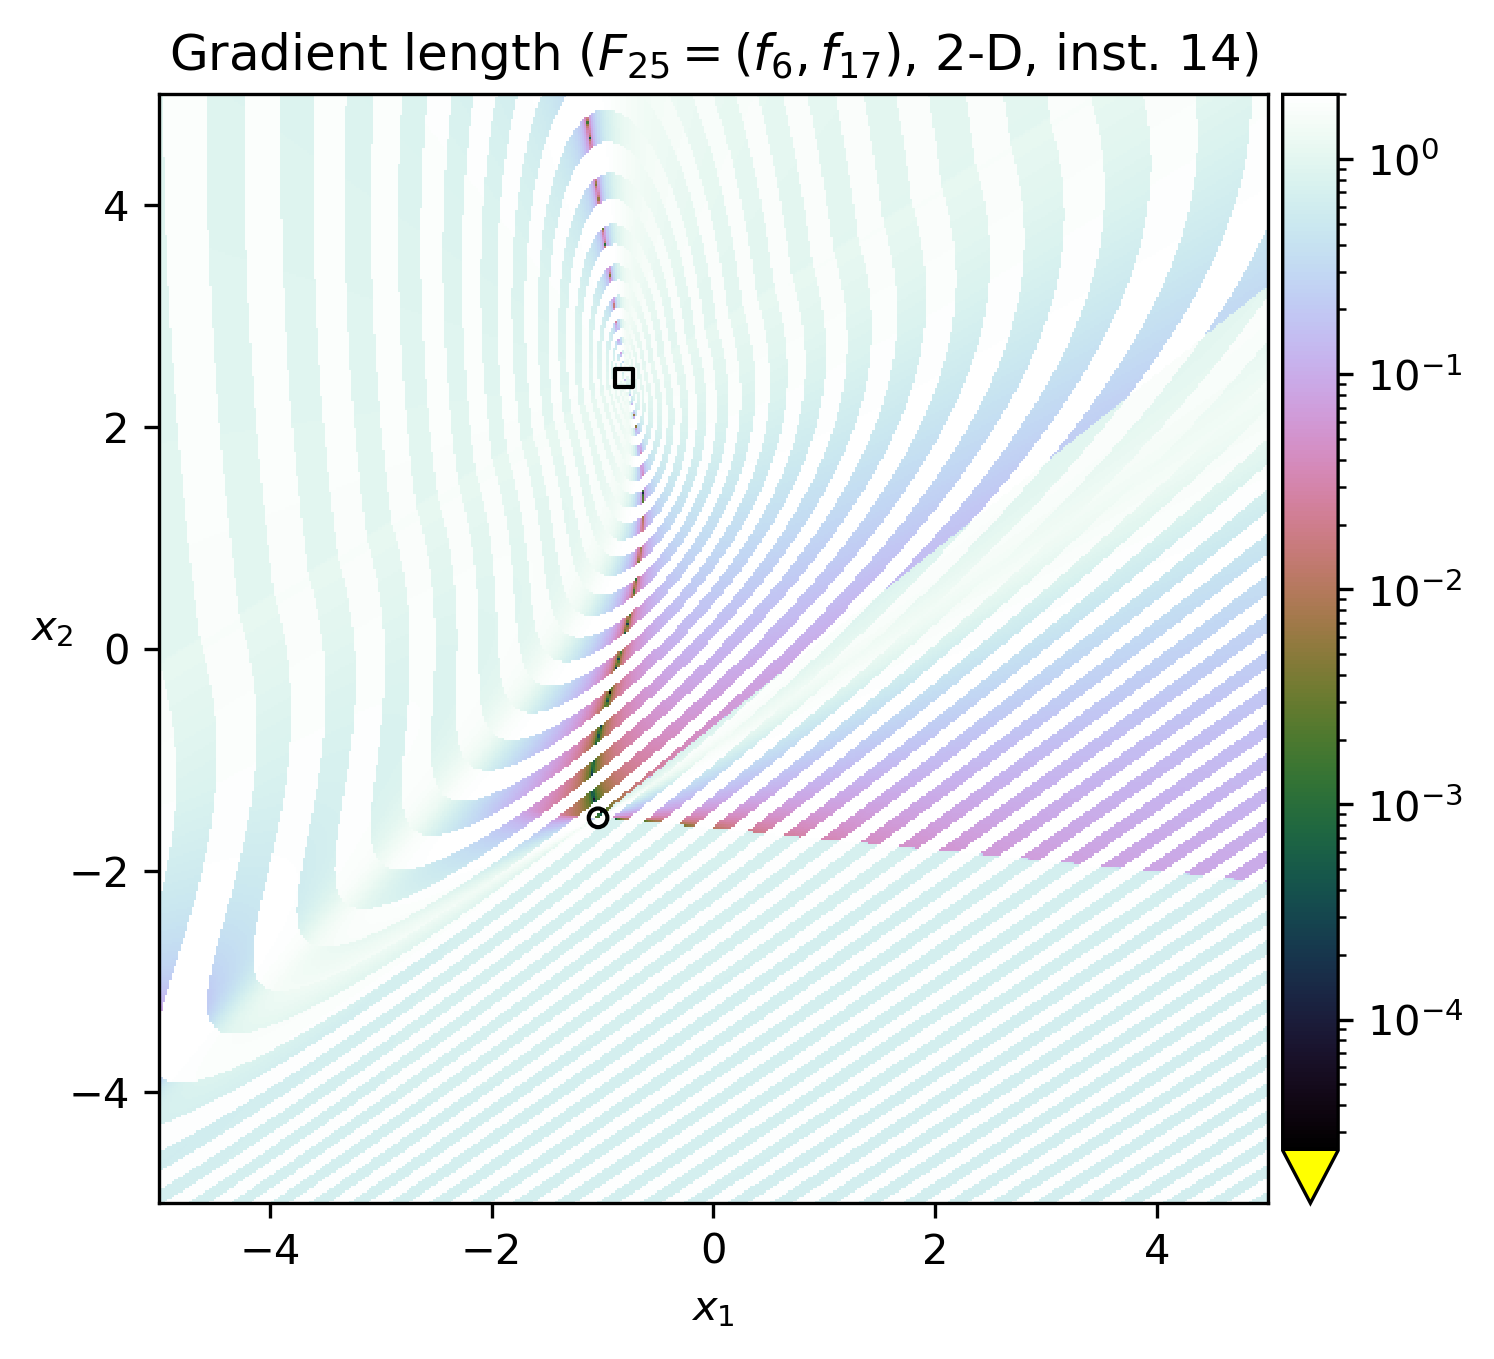 Gradient length (F₂₅ = (f₆, f₁₇), 2-D, inst. 14)
4
2
0
−2
−4
x₂
−4 −2 0 2 4
x₁
10⁰
10⁻¹
10⁻²
10⁻³
10⁻⁴